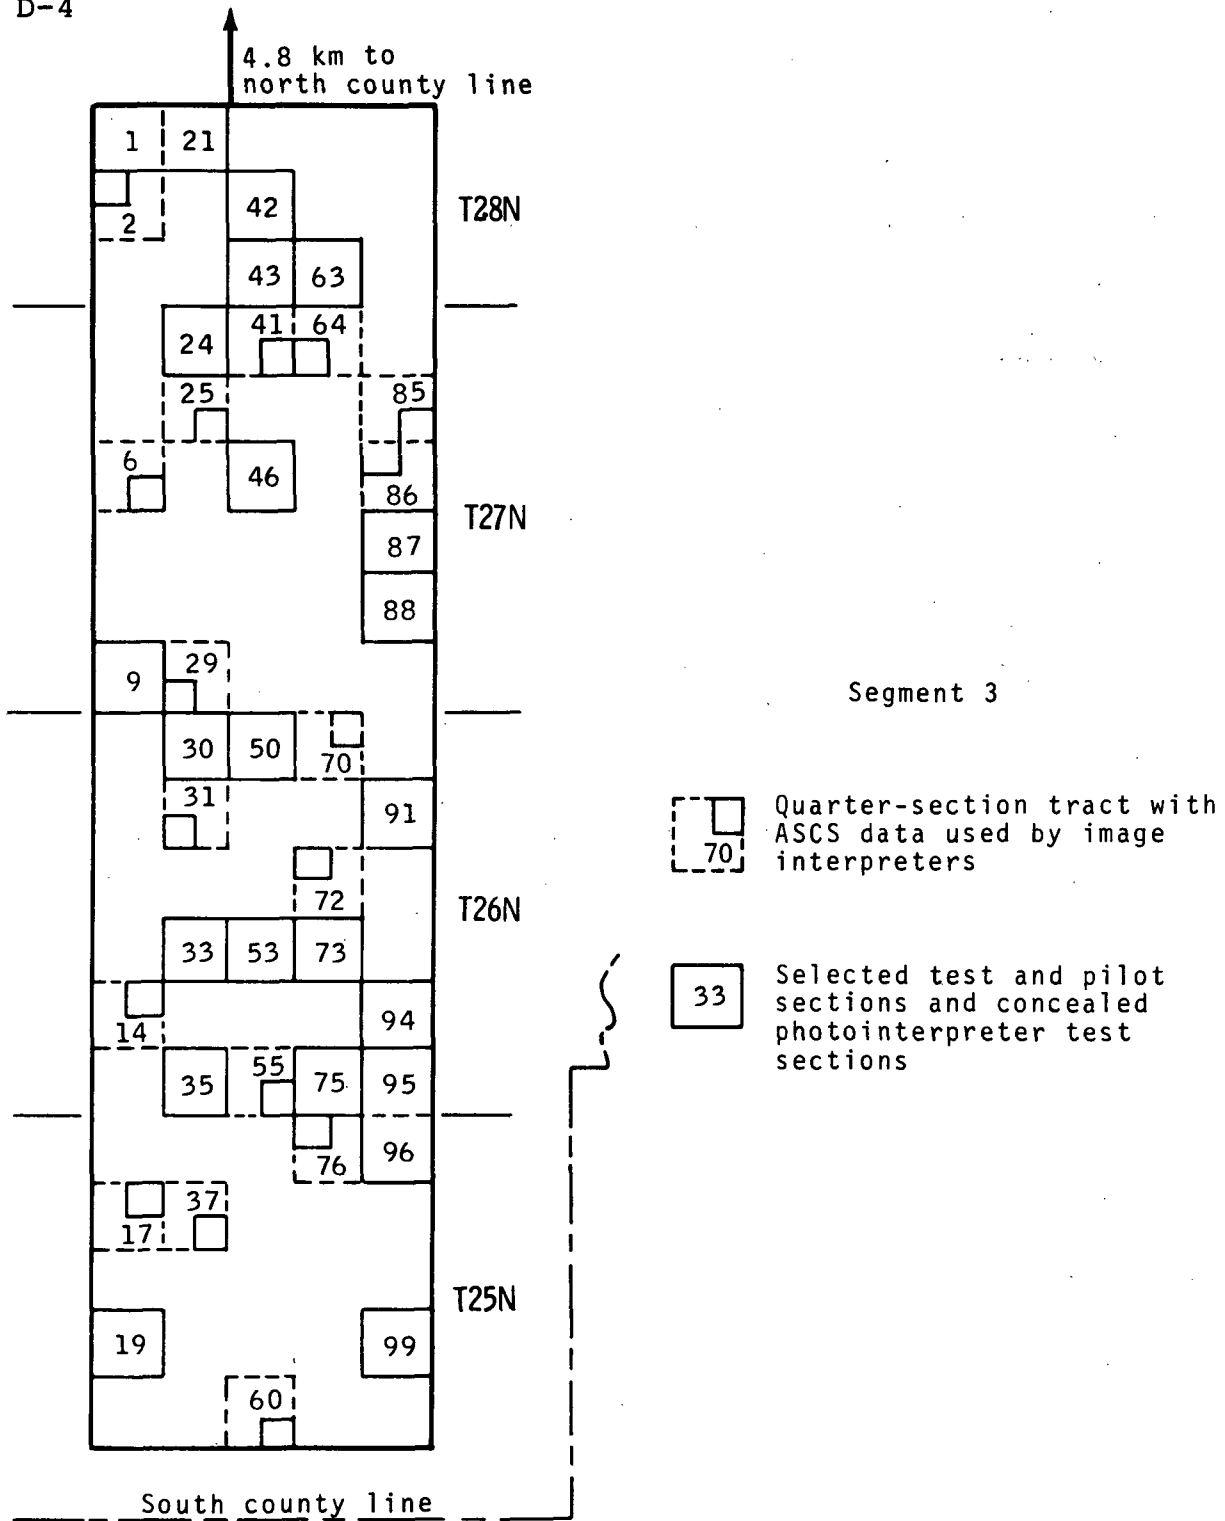 D-4
4.8 km to
north county line
1 21
42
2
T28N
43 63
41 64
24
25 85
6
46
86
T27N
87
88
29
9
30 50
70
31
91
72
T26N
33 53 73
94
14
55
35 75 95
96
76
37
17
T25N
19 99
60
South county line
Segment 3
70
Quarter-section tract with
ASCS data used by image
interpreters
33
Selected test and pilot
sections and concealed
photointerpreter test
sections